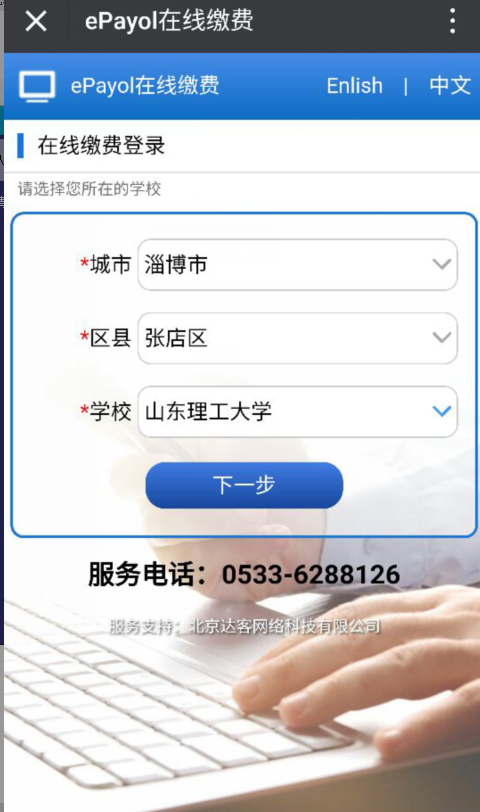 ePayol在线缴费
ePayol在线缴费 Enlish | 中文
在线缴费登录
请选择您所在的学校
*城市 淄博市
*区县 张店区
*学校 山东理工大学
下一步
服务电话：0533-6288126
服务支持：北京达客网络科技有限公司